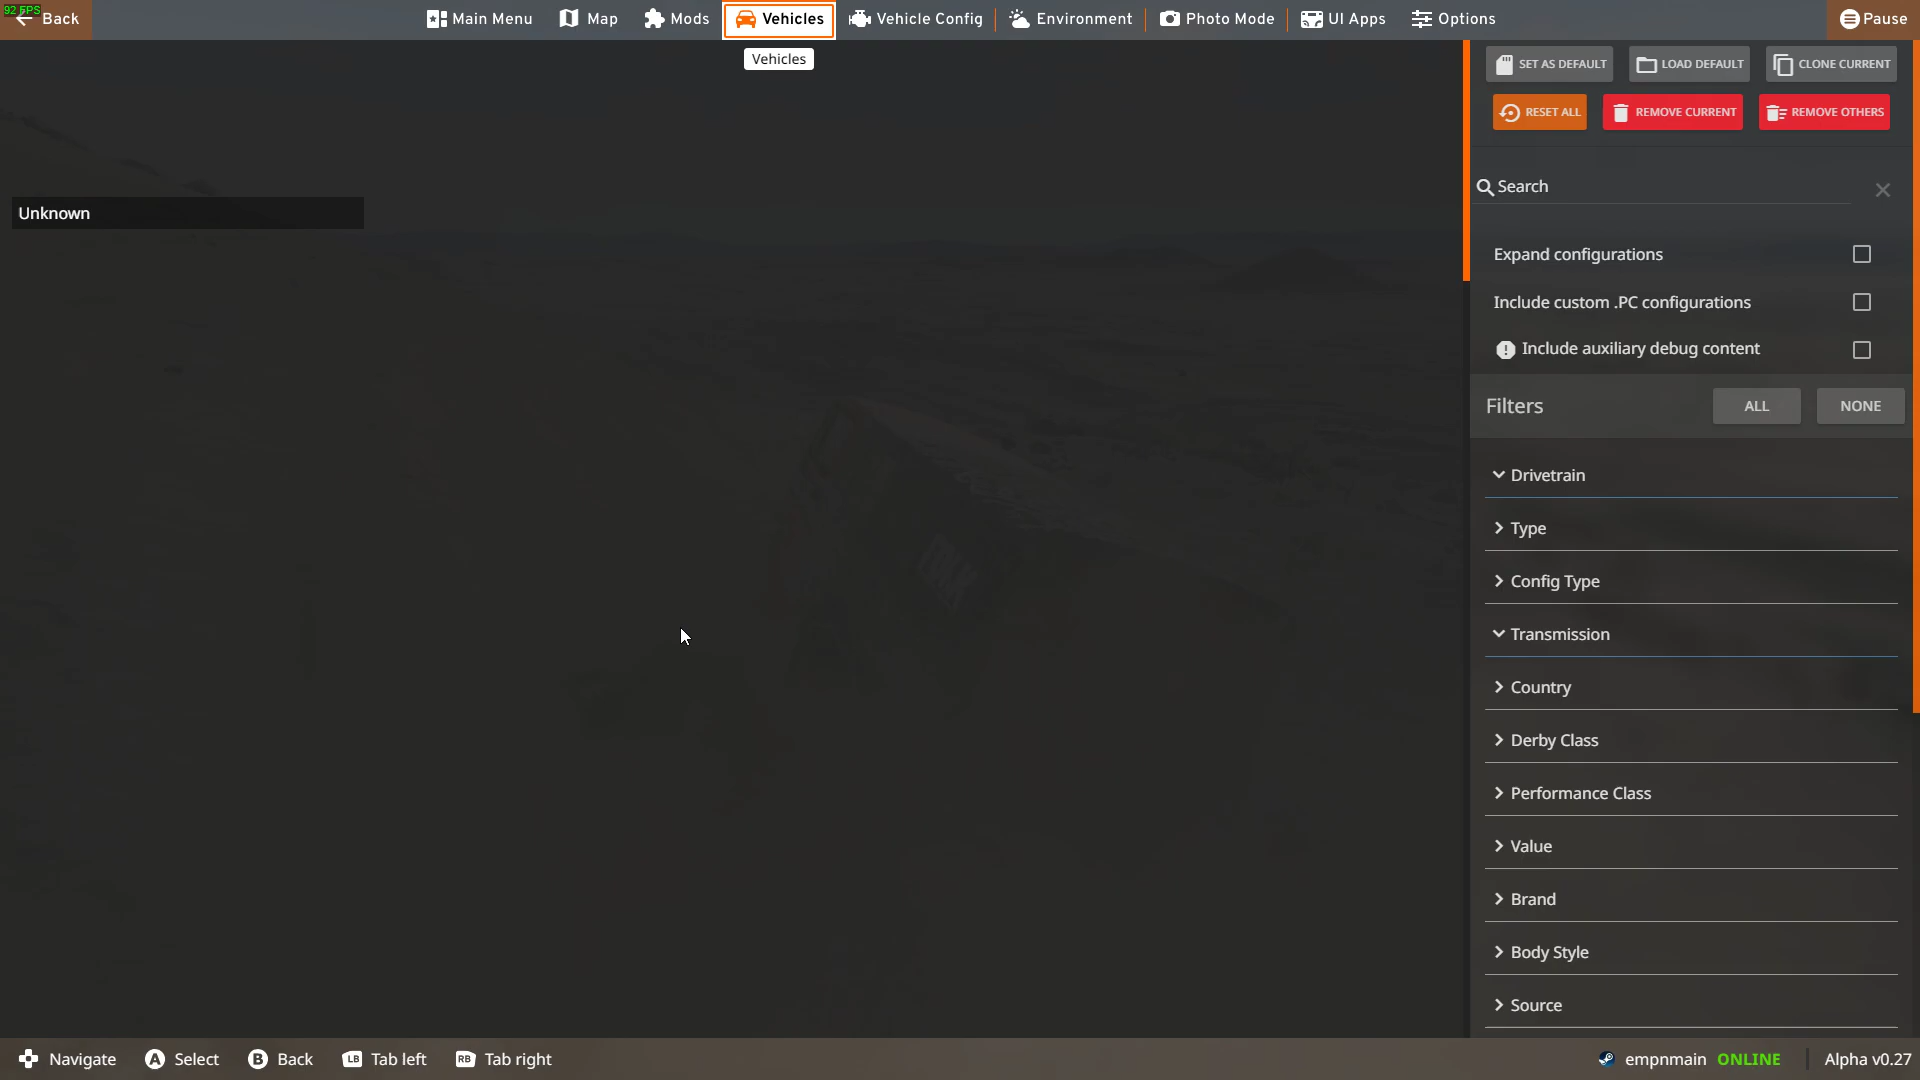 92 FPS
Back
Main Menu
Map
Mods
Vehicles
Vehicle Config
Environment
Photo Mode
UI Apps
Options
Pause
Vehicles
SET AS DEFAULT
LOAD DEFAULT
CLONE CURRENT
RESET ALL
REMOVE CURRENT
REMOVE OTHERS
Search
Unknown
Expand configurations
Include custom .PC configurations
Include auxiliary debug content
Filters
ALL
NONE
Drivetrain
Type
Config Type
Transmission
Country
Derby Class
Performance Class
Value
Brand
Body Style
Source
Navigate
A Select
B Back
LB Tab left
RB Tab right
empnmain ONLINE
Alpha v0.27